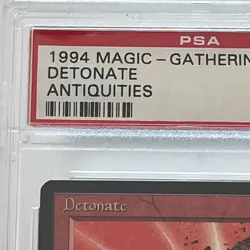 PSA
1994 MAGIC - GATHERIN
DETONATE
ANTIQUITIES
Detonate